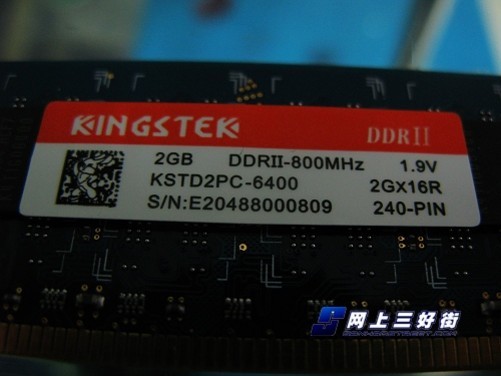 KINGSTEK
DDRII
2GB DDRII-800MHz 1.9V
KSTD2PC-6400 2GX16R
S/N:E20488000809 240-PIN
网上三好街